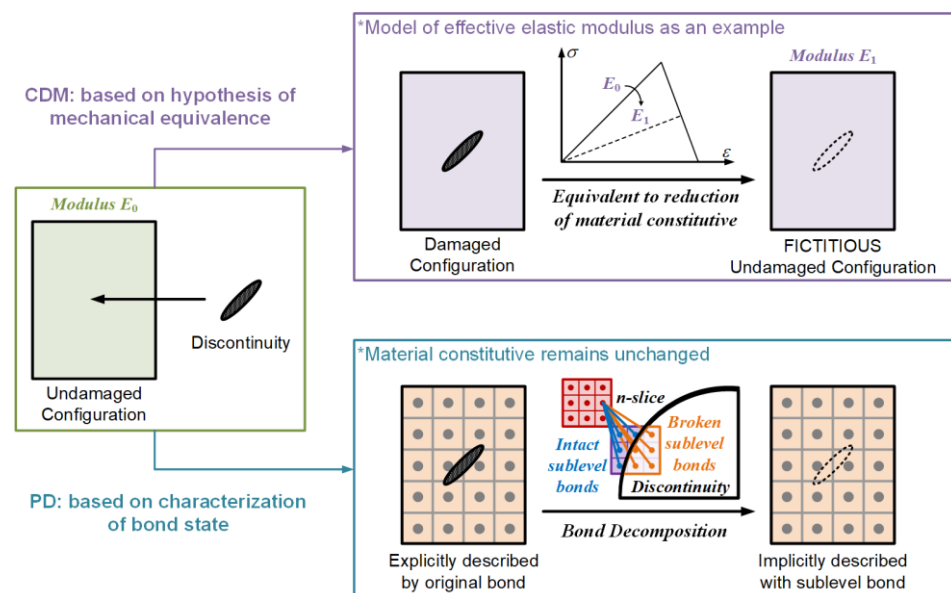 *Model of effective elastic modulus as an example
CDM: based on hypothesis of
mechanical equivalence
σ
E₀
E₁
ε
Modulus E₁
Equivalent to reduction
of material constitutive
Damaged
Configuration
FICTITIOUS
Undamaged Configuration
Modulus E₀
Discontinuity
Undamaged
Configuration
PD: based on characterization
of bond state
*Material constitutive remains unchanged
n-slice
Intact
sublevel
bonds
Broken
sublevel
bonds
Discontinuity
Bond Decomposition
Explicitly described
by original bond
Implicitly described
with sublevel bond